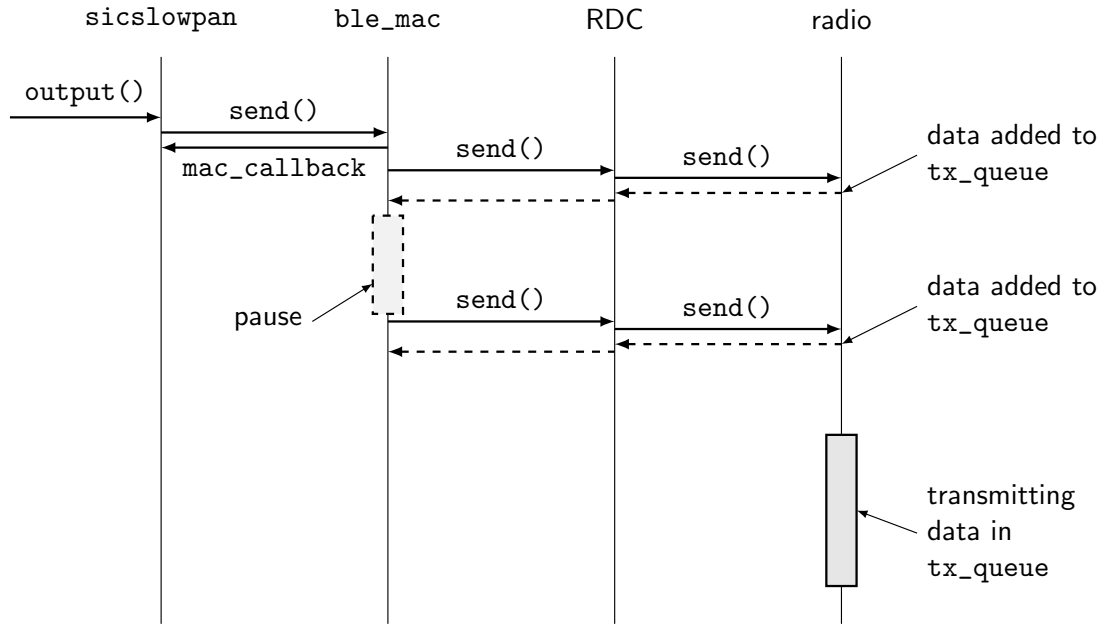 sicslowpan
ble_mac
RDC
radio
output()
send()
mac_callback
send()
send()
data added to
tx_queue
pause
send()
send()
data added to
tx_queue
transmitting
data in
tx_queue